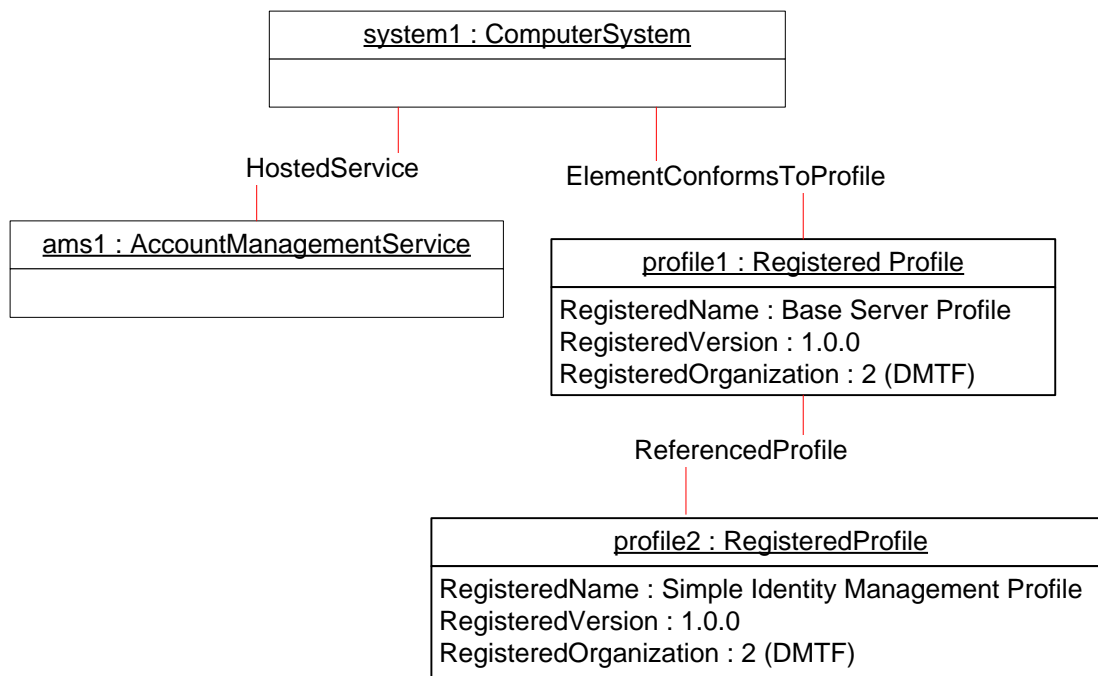 system1 : ComputerSystem
HostedService
ElementConformsToProfile
ams1 : AccountManagementService
profile1 : Registered Profile
RegisteredName : Base Server Profile
RegisteredVersion : 1.0.0
RegisteredOrganization : 2 (DMTF)
ReferencedProfile
profile2 : RegisteredProfile
RegisteredName : Simple Identity Management Profile
RegisteredVersion : 1.0.0
RegisteredOrganization : 2 (DMTF)